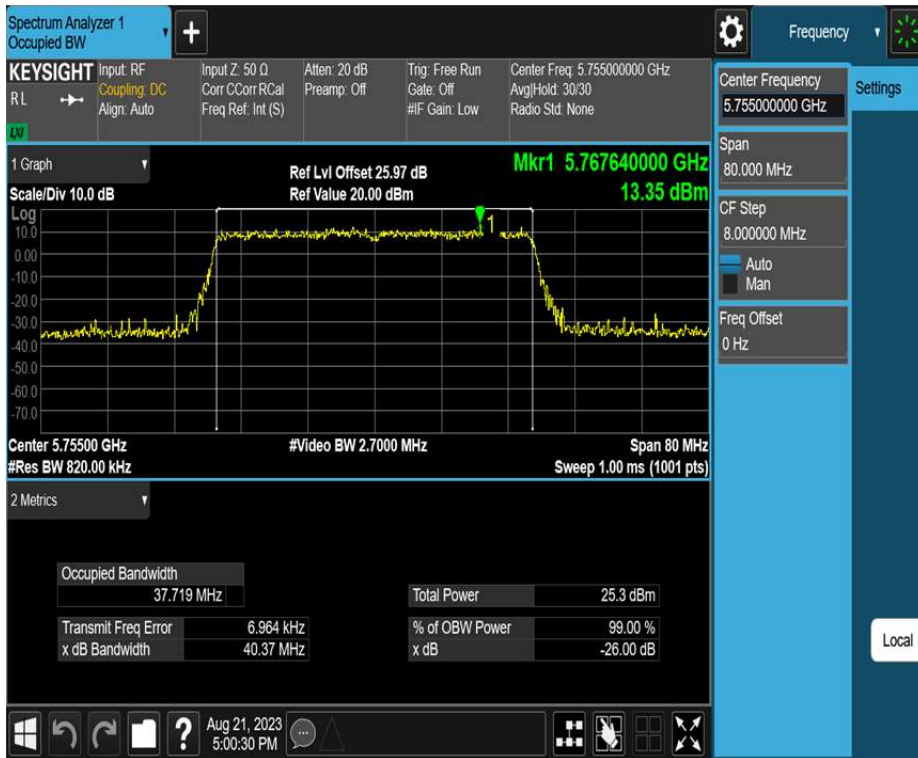 Spectrum Analyzer 1
Occupied BW
+
Frequency
KEYSIGHT
R L
LXI
Input: RF
Coupling: DC
Align: Auto
Input Z: 50 Ω
Corr CCorr RCal
Freq Ref: Int (S)
Atten: 20 dB
Preamp: Off
Trig: Free Run
Gate: Off
#IF Gain: Low
Center Freq: 5.755000000 GHz
Avg|Hold: 30/30
Radio Std: None
Center Frequency
5.755000000 GHz
Settings
Span
80.000 MHz
CF Step
8.000000 MHz
Auto
Man
Freq Offset
0 Hz
Local
1 Graph
Scale/Div 10.0 dB
Ref Lvl Offset 25.97 dB
Ref Value 20.00 dBm
Mkr1 5.767640000 GHz
13.35 dBm
Log
10.0
0.00
-10.0
-20.0
-30.0
-40.0
-50.0
-60.0
-70.0
1
Center 5.75500 GHz
#Video BW 2.7000 MHz
Span 80 MHz
#Res BW 820.00 kHz
Sweep 1.00 ms (1001 pts)
2 Metrics
Occupied Bandwidth
37.719 MHz
Total Power 25.3 dBm
Transmit Freq Error 6.964 kHz
% of OBW Power 99.00 %
x dB Bandwidth 40.37 MHz
x dB -26.00 dB
?
Aug 21, 2023
5:00:30 PM